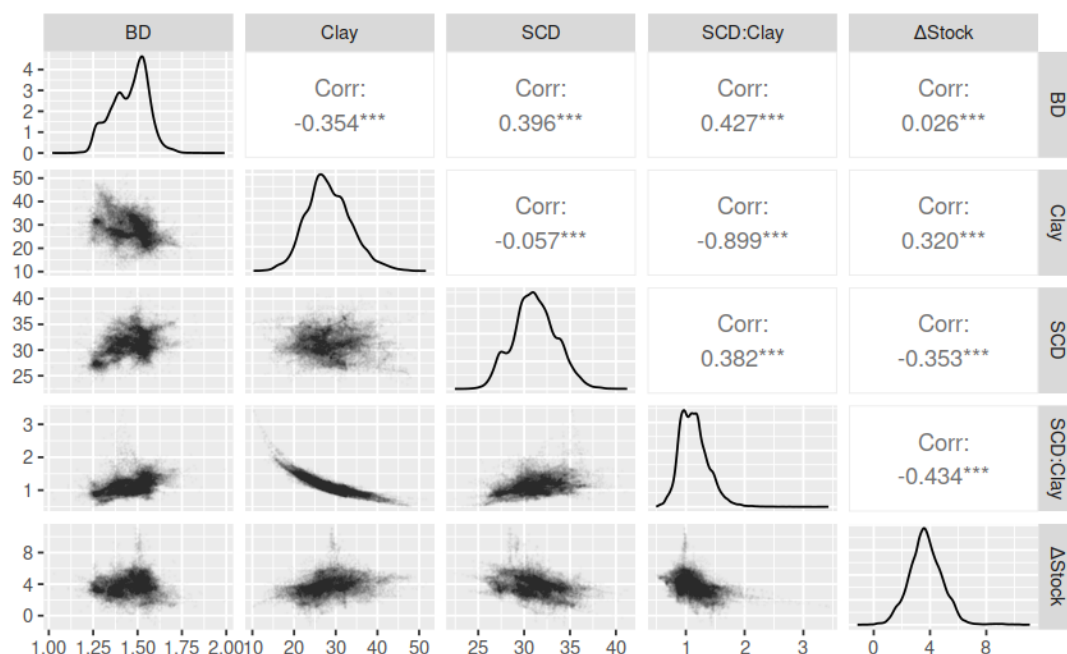 BD Clay SCD SCD:Clay ΔStock
4
3
2
1
0
Corr:
-0.354***
Corr:
0.396***
Corr:
0.427***
Corr:
0.026***
BD
50
40
30
20
10
Corr:
-0.057***
Corr:
-0.899***
Corr:
0.320***
Clay
40
35
30
25
Corr:
0.382***
Corr:
-0.353***
SCD
3
2
1
Corr:
-0.434***
SCD:Clay
8
4
0
ΔStock
1.00 1.25 1.50 1.75 2.00 10 20 30 40 50 25 30 35 40 1 2 3 0 4 8